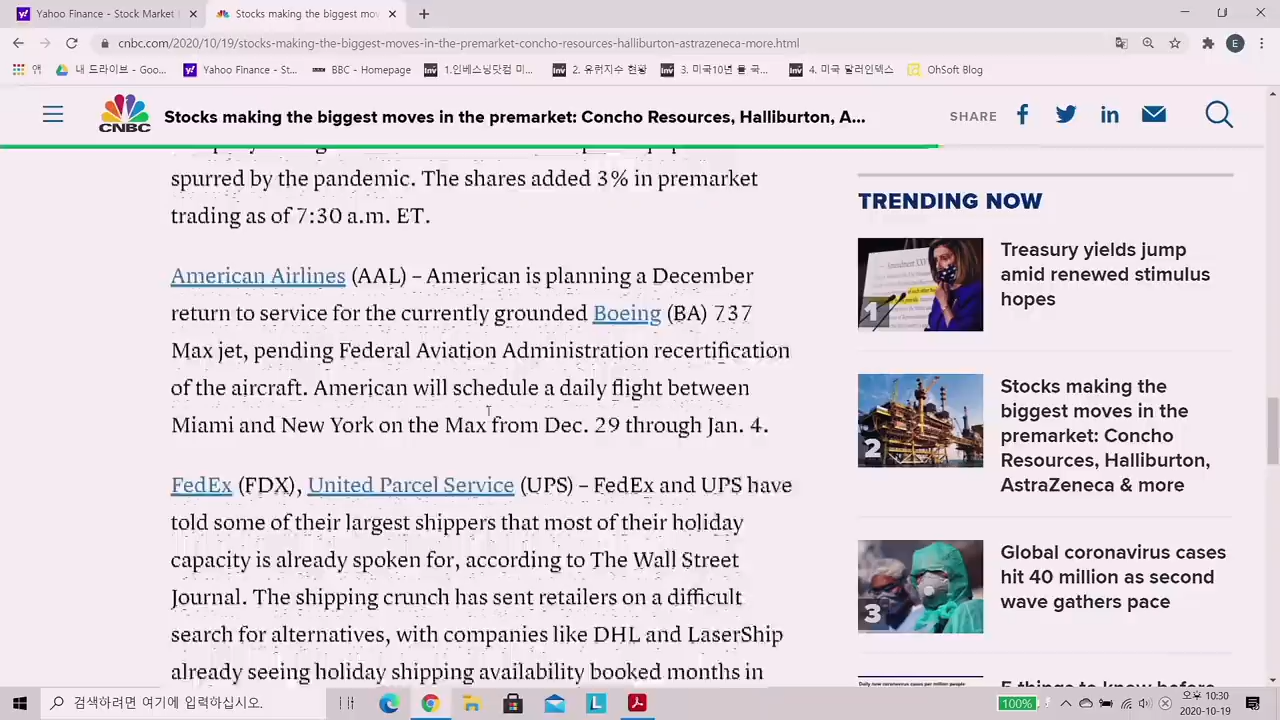 Yahoo Finance - Stock Market
Stocks making the biggest mov
cnbc.com/2020/10/19/stocks-making-the-biggest-moves-in-the-premarket-concho-resources-halliburton-astrazeneca-more.html
E
앱
내 드라이브 - Goo...
Yahoo Finance - St...
BBC - Homepage
1.인베스팅닷컴 미...
2. 유럽지수 현황
3. 미국10년 물 국...
4. 미국 달러인덱스
OhSoft Blog
CNBC
Stocks making the biggest moves in the premarket: Concho Resources, Halliburton, A...
SHARE
spurred by the pandemic. The shares added 3% in premarket
trading as of 7:30 a.m. ET.
American Airlines (AAL) – American is planning a December
return to service for the currently grounded Boeing (BA) 737
Max jet, pending Federal Aviation Administration recertification
of the aircraft. American will schedule a daily flight between
Miami and New York on the Max from Dec. 29 through Jan. 4.
FedEx (FDX), United Parcel Service (UPS) – FedEx and UPS have
told some of their largest shippers that most of their holiday
capacity is already spoken for, according to The Wall Street
Journal. The shipping crunch has sent retailers on a difficult
search for alternatives, with companies like DHL and LaserShip
already seeing holiday shipping availability booked months in
TRENDING NOW
1
Treasury yields jump
amid renewed stimulus
hopes
2
Stocks making the
biggest moves in the
premarket: Concho
Resources, Halliburton,
AstraZeneca & more
3
Global coronavirus cases
hit 40 million as second
wave gathers pace
검색하려면 여기에 입력하십시오.
100%
오후 10:30
2020-10-19